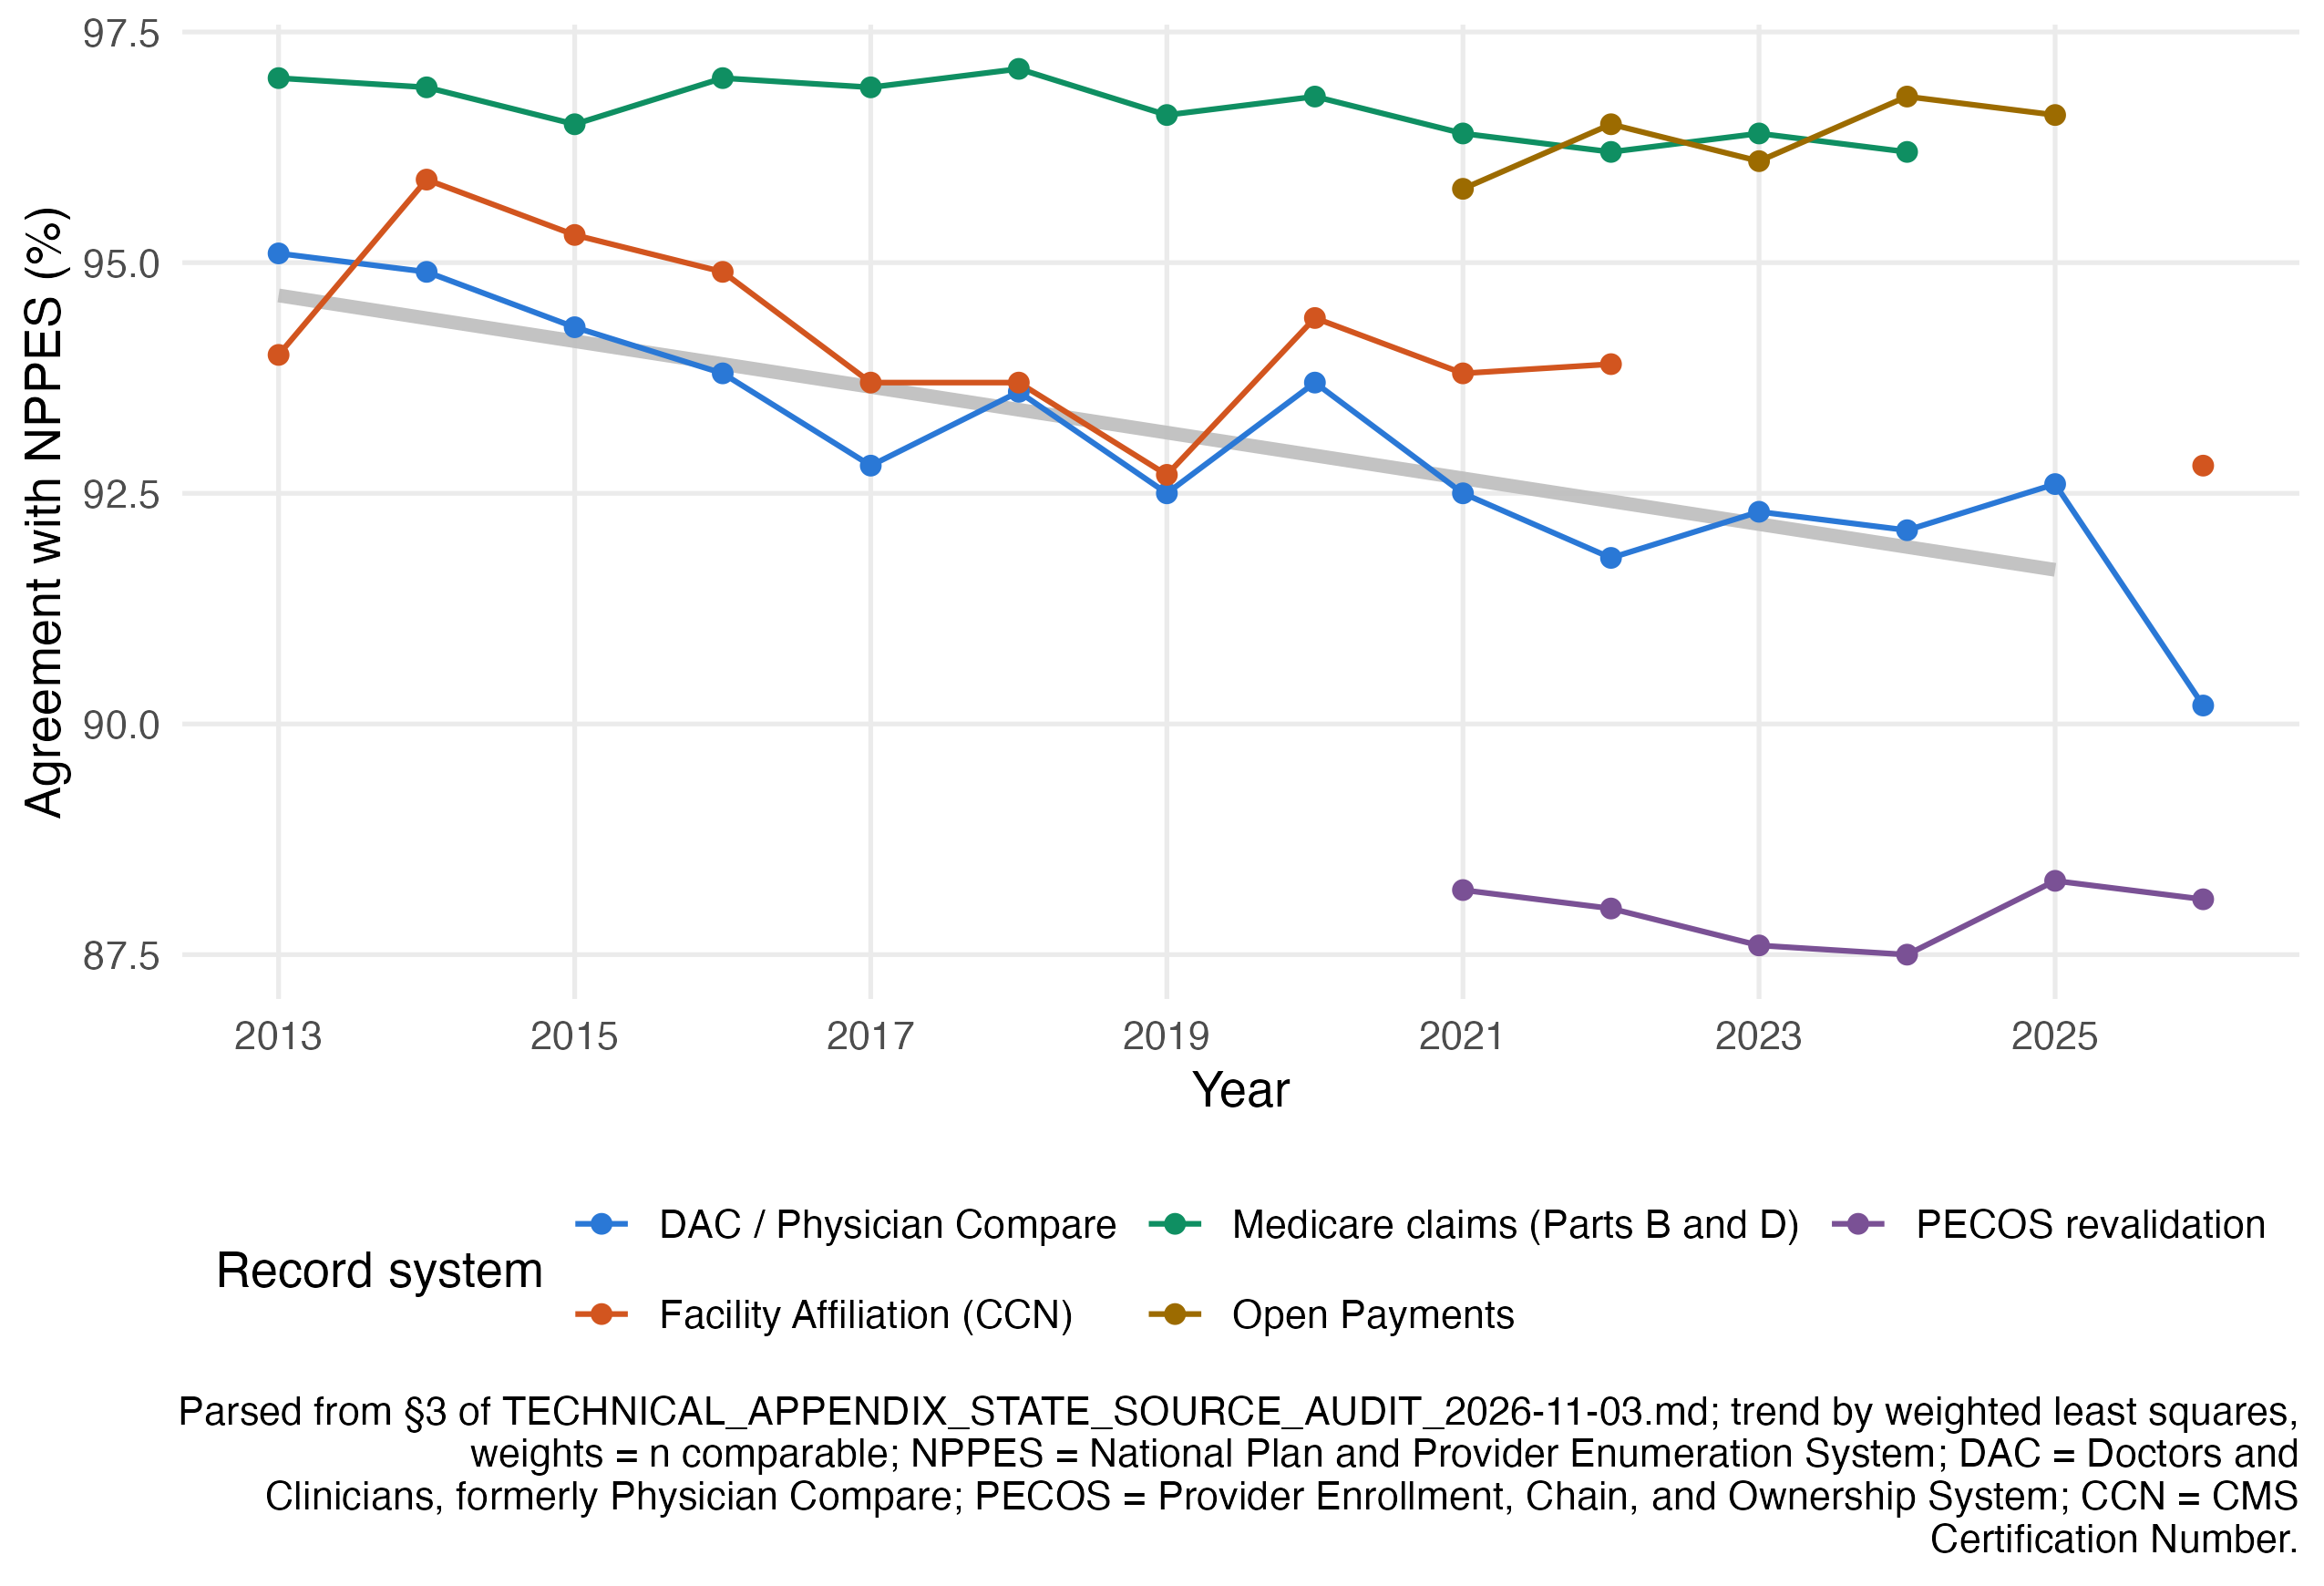 97.5
95.0
92.5
90.0
87.5
Agreement with NPPES (%)
2013 2015 2017 2019 2021 2023 2025
Year
Record system
DAC / Physician Compare
Facility Affiliation (CCN)
Medicare claims (Parts B and D)
Open Payments
PECOS revalidation
Parsed from §3 of TECHNICAL_APPENDIX_STATE_SOURCE_AUDIT_2026-11-03.md; trend by weighted least squares,
weights = n comparable; NPPES = National Plan and Provider Enumeration System; DAC = Doctors and
Clinicians, formerly Physician Compare; PECOS = Provider Enrollment, Chain, and Ownership System; CCN = CMS
Certification Number.